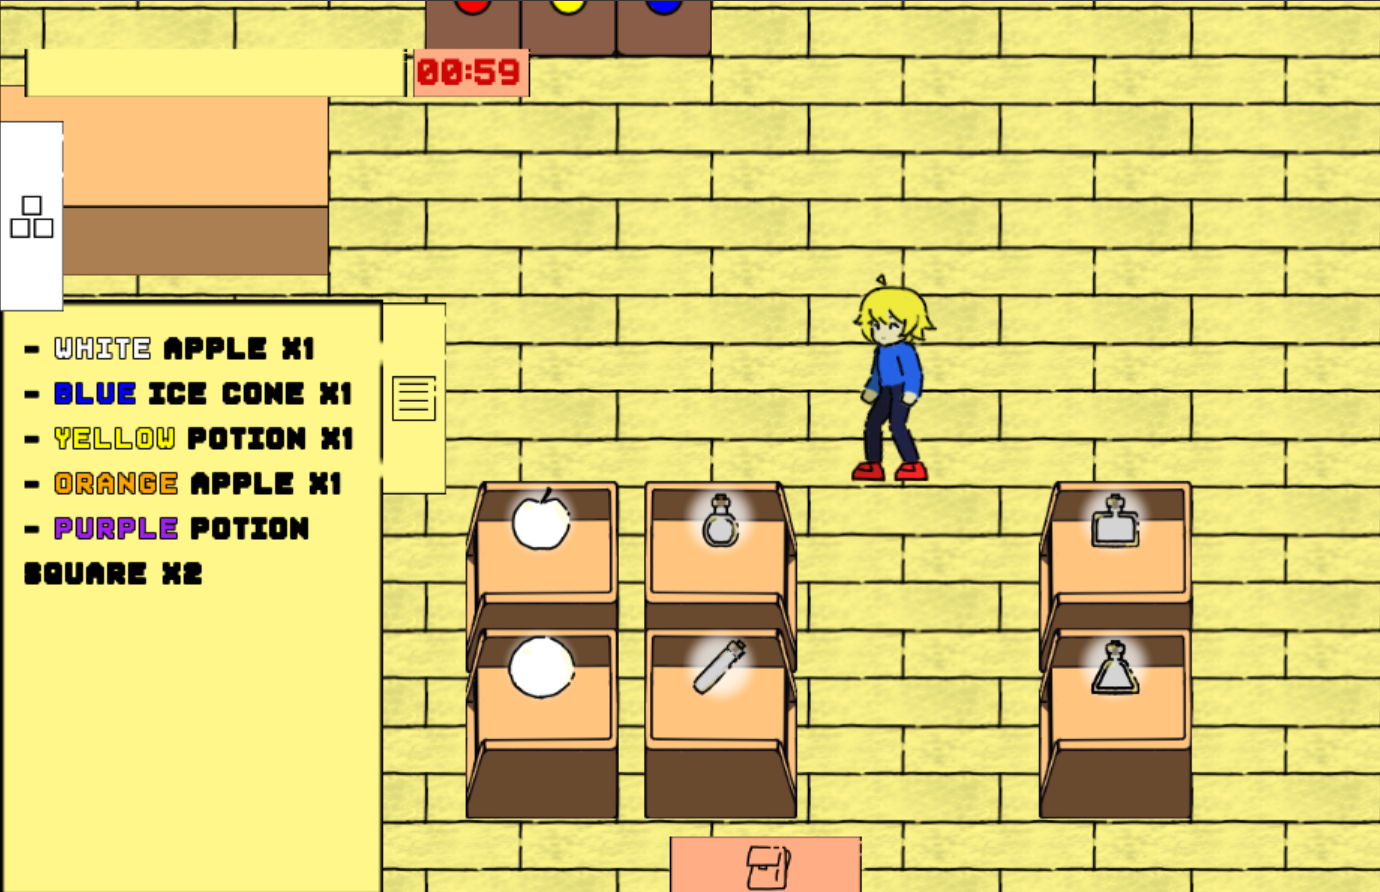 00:59
- WHITE APPLE X1
- BLUE ICE CONE X1
- YELLOW POTION X1
- ORANGE APPLE X1
- PURPLE POTION
SQUARE X2